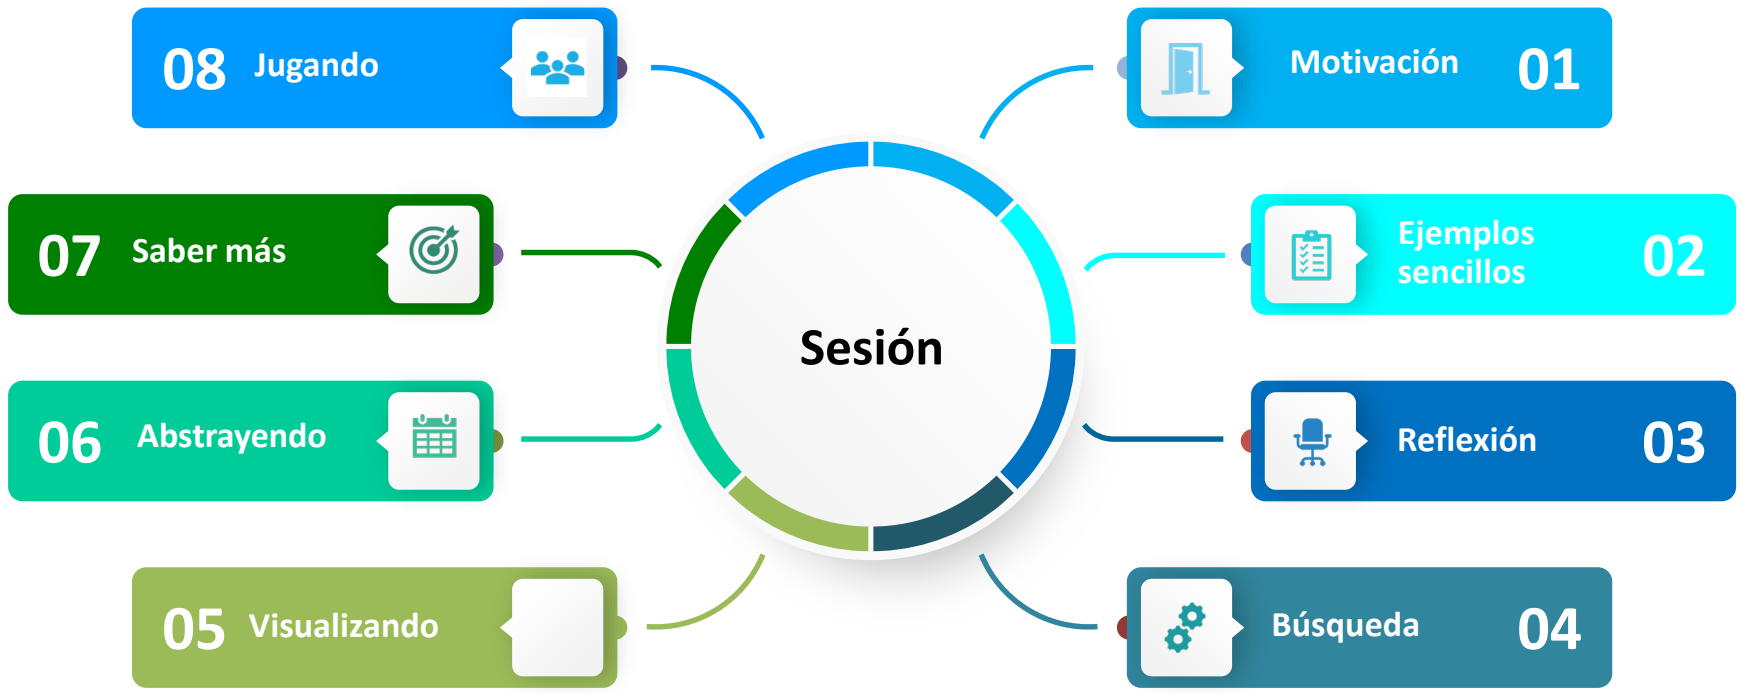 08 Jugando
Motivación 01
07 Saber más
Ejemplos
sencillos
02
Sesión
06 Abstrayendo
Reflexión 03
05 Visualizando
Búsqueda 04